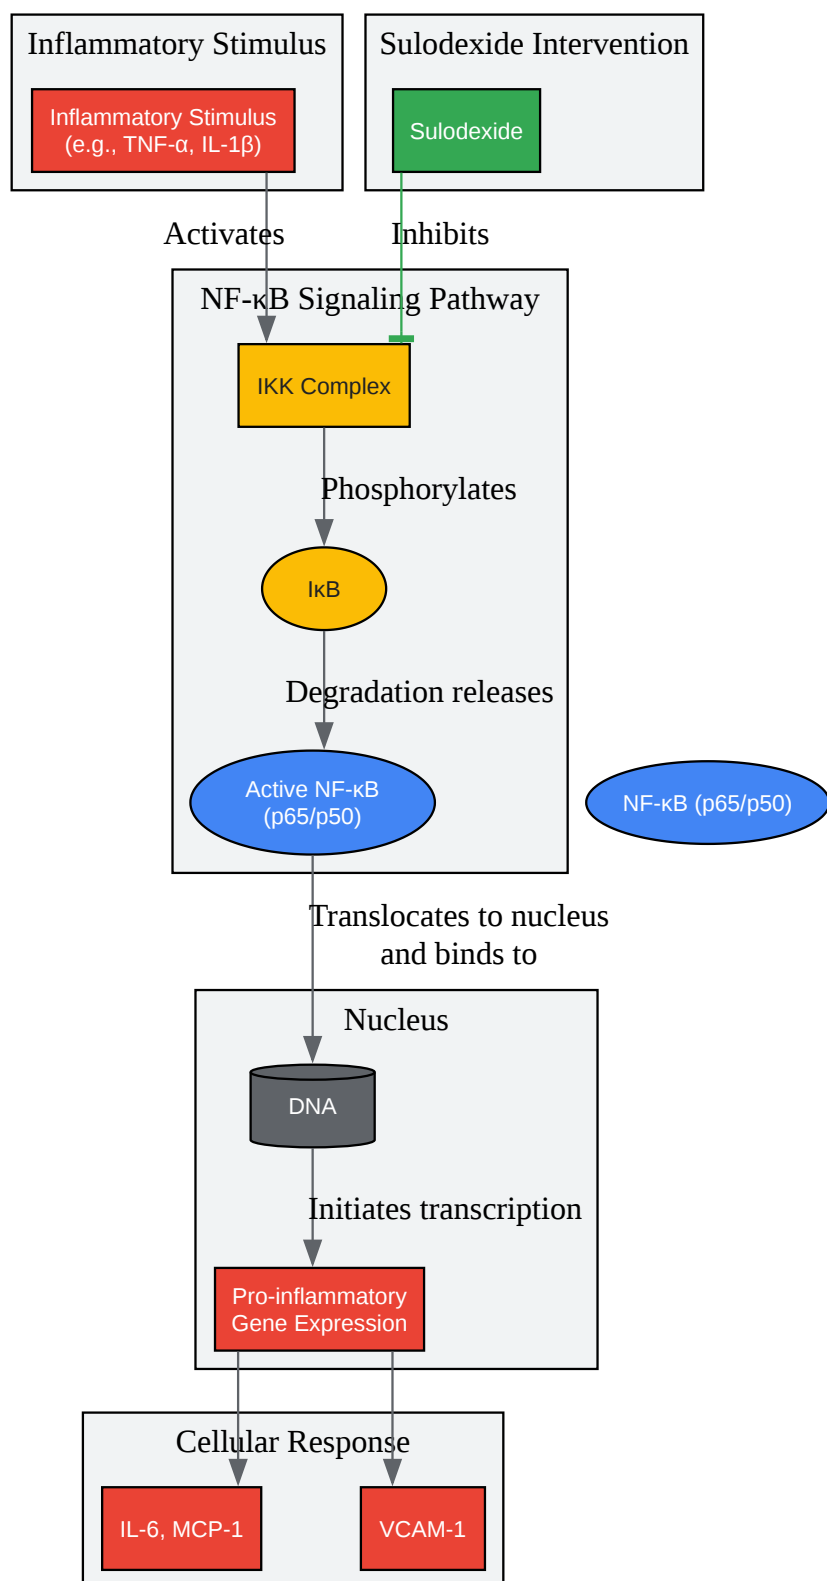 Inflammatory Stimulus
Sulodexide Intervention
Inflammatory Stimulus
(e.g., TNF-α, IL-1β)
Sulodexide
Activates
Inhibits
NF-κB Signaling Pathway
IKK Complex
Phosphorylates
IκB
Degradation releases
Active NF-κB
(p65/p50)
NF-κB (p65/p50)
Translocates to nucleus
and binds to
Nucleus
DNA
Initiates transcription
Pro-inflammatory
Gene Expression
Cellular Response
IL-6, MCP-1
VCAM-1